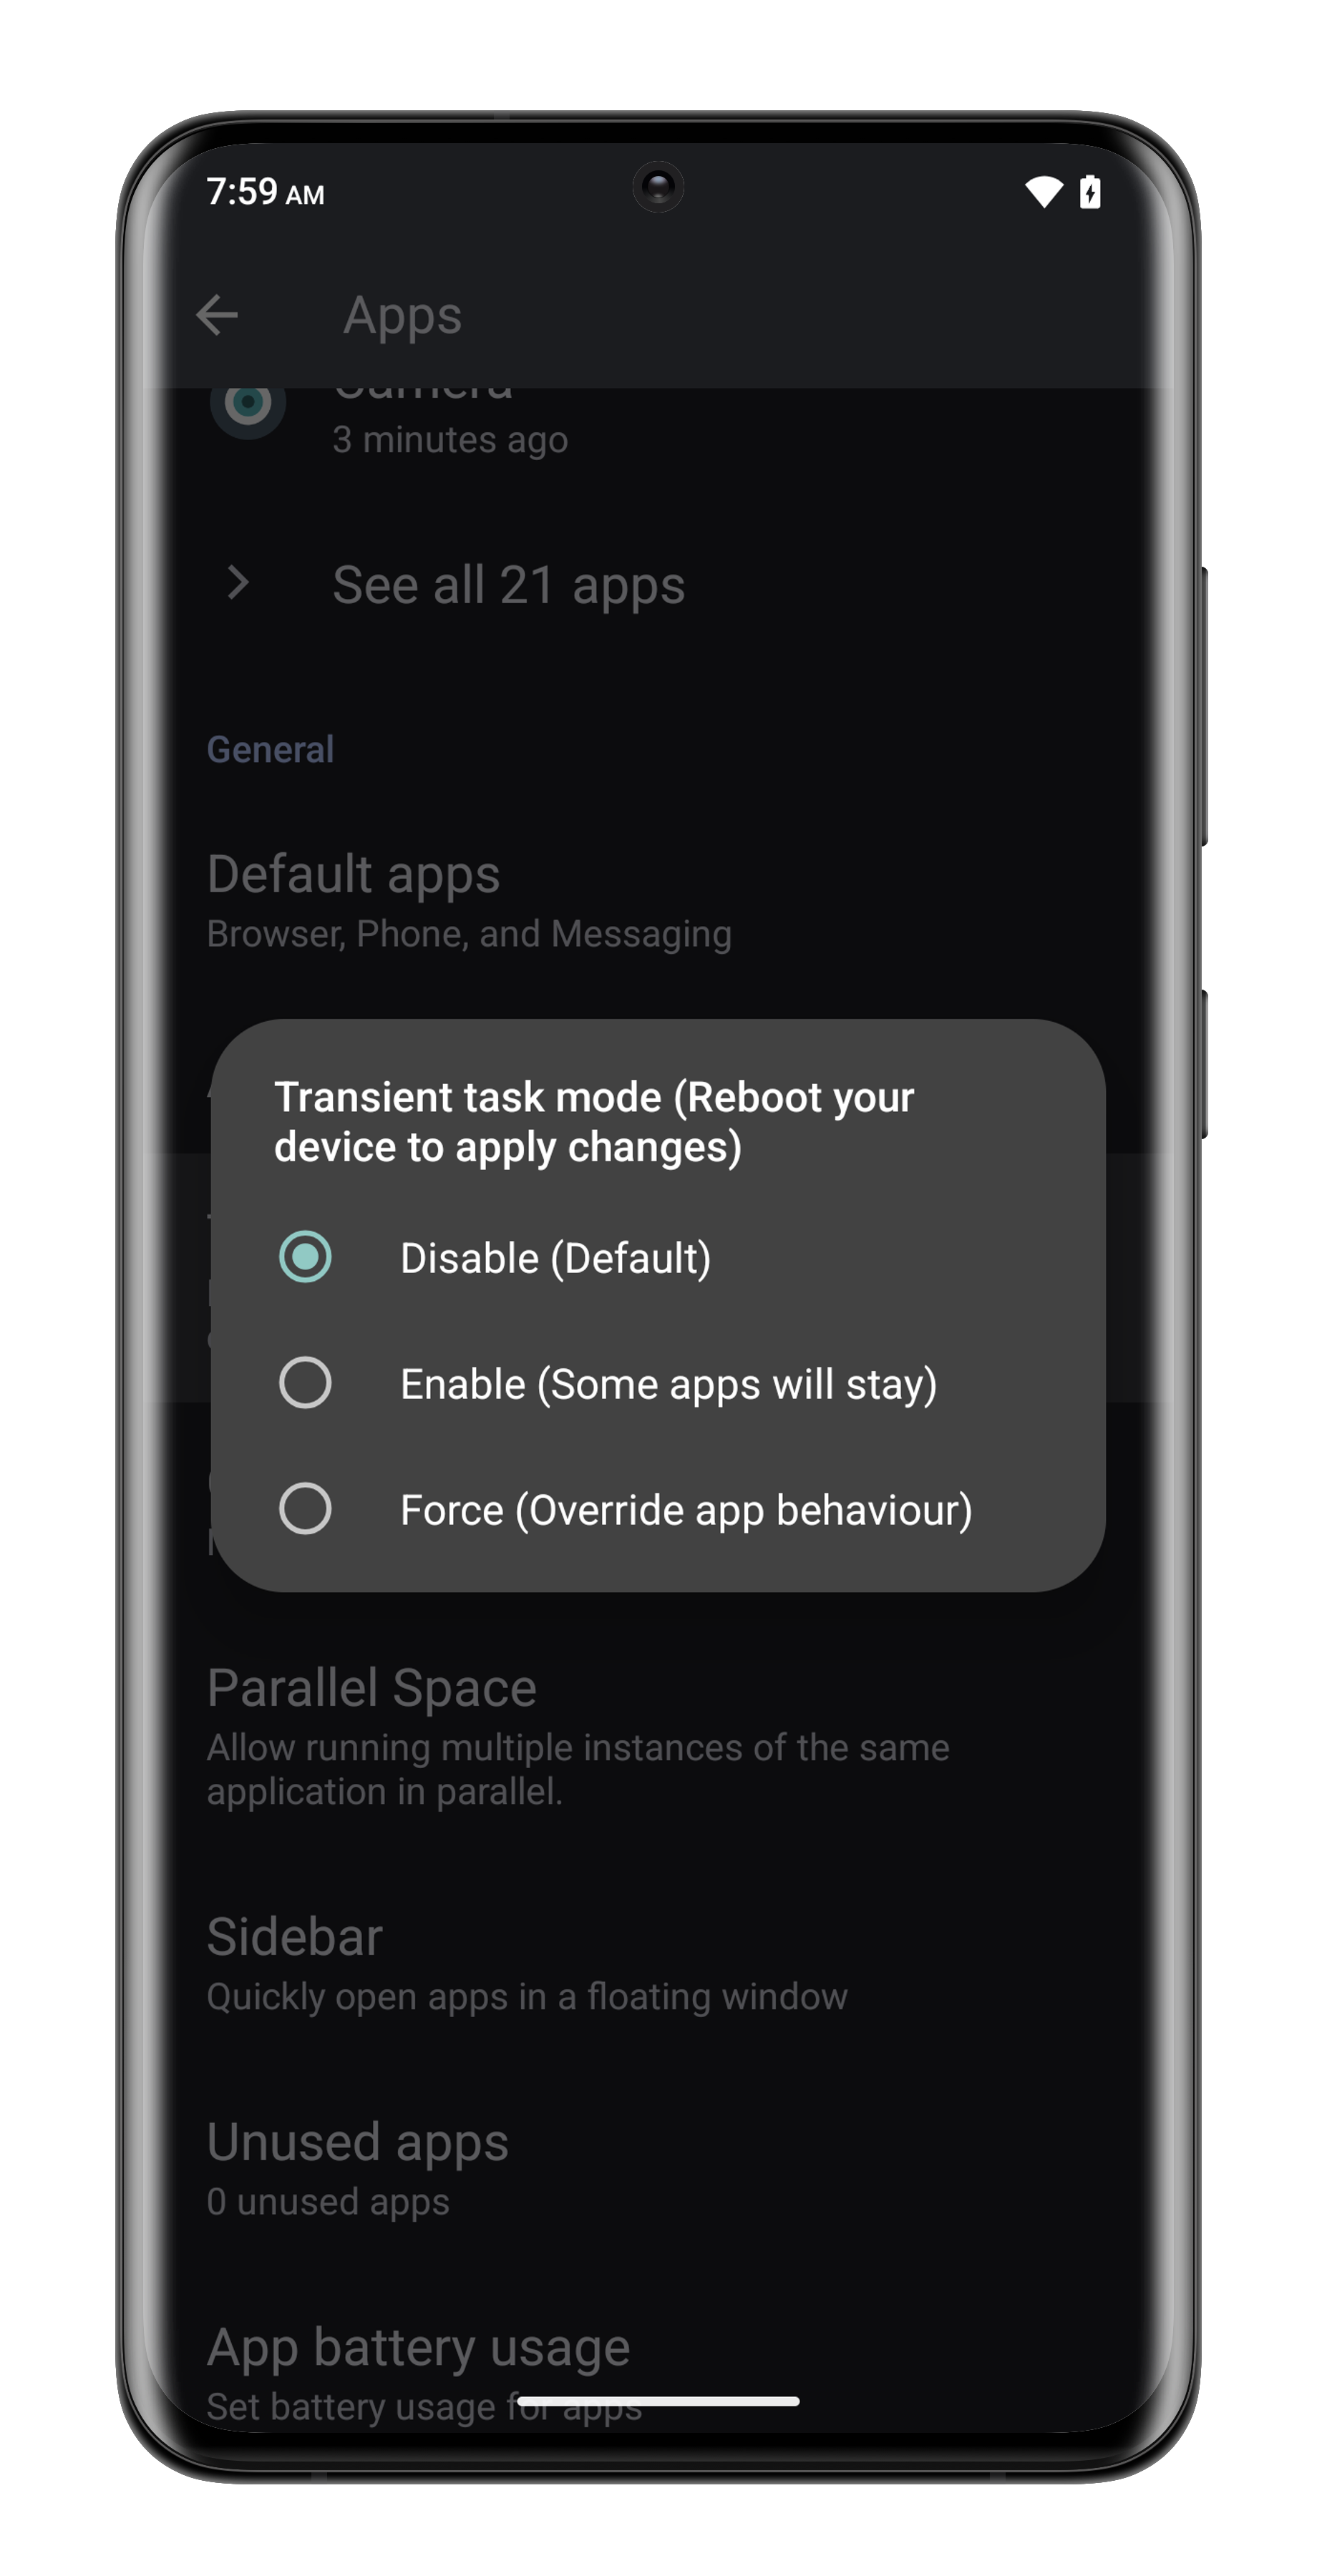 7:59 AM
Apps
Camera
3 minutes ago
See all 21 apps
General
Default apps
Browser, Phone, and Messaging
Transient task mode (Reboot your
device to apply changes)
Disable (Default)
Enable (Some apps will stay)
Force (Override app behaviour)
Parallel Space
Allow running multiple instances of the same
application in parallel.
Sidebar
Quickly open apps in a floating window
Unused apps
0 unused apps
App battery usage
Set battery usage for apps